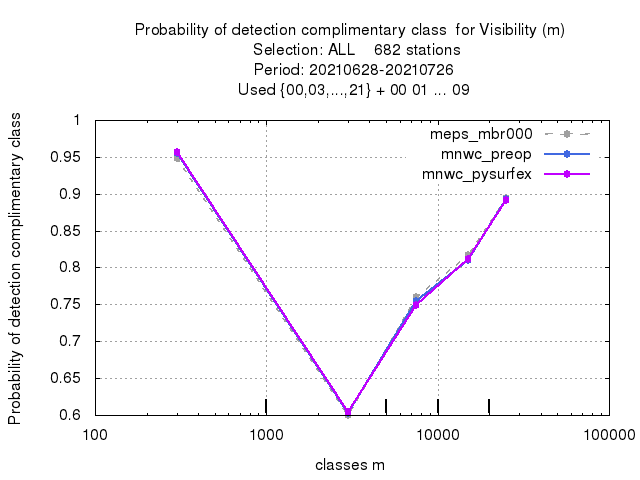 Probability of detection complimentary class  for Visibility (m)
Selection: ALL    682 stations
Period: 20210628-20210726
Used {00,03,...,21} + 00 01 ... 09
Probability of detection complimentary class
1
0.95
0.9
0.85
0.8
0.75
0.7
0.65
0.6
meps_mbr000
mnwc_preop
mnwc_pysurfex
100 1000 10000 100000
classes m